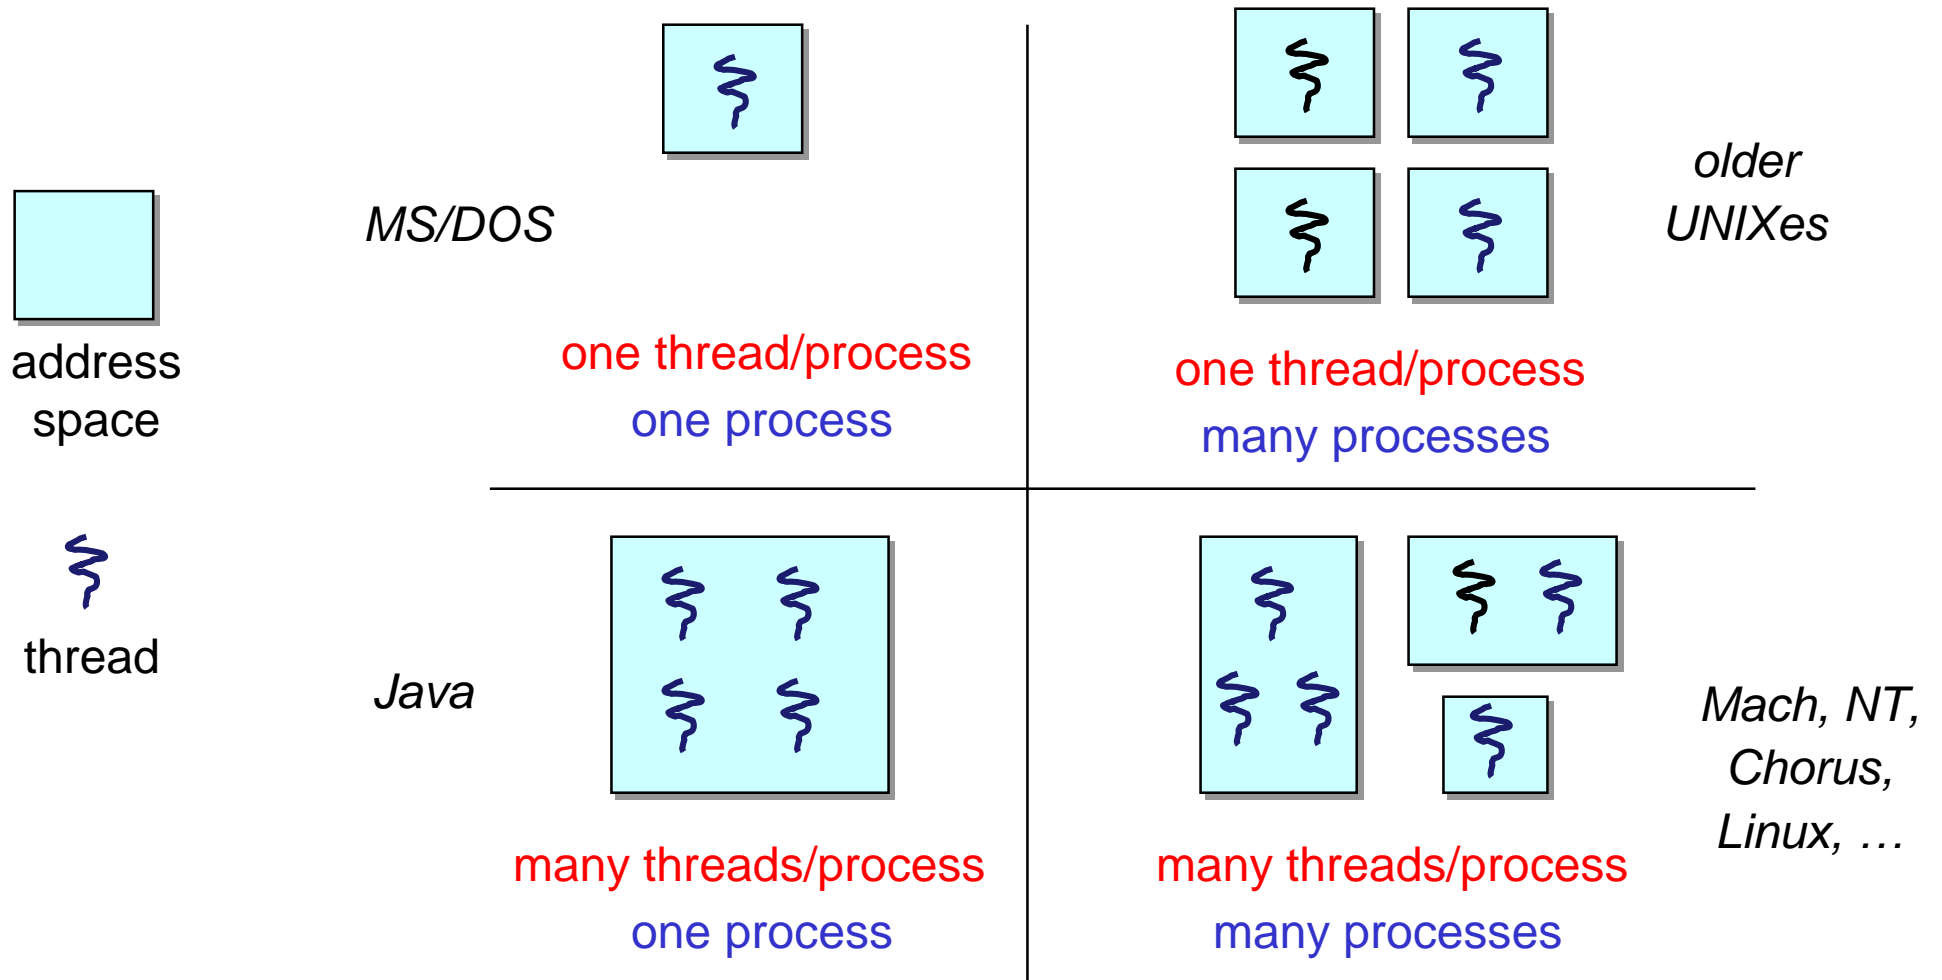 address
space
thread
MS/DOS
one thread/process
one process
older
UNIXes
one thread/process
many processes
Java
many threads/process
one process
Mach, NT,
Chorus,
Linux, …
many threads/process
many processes